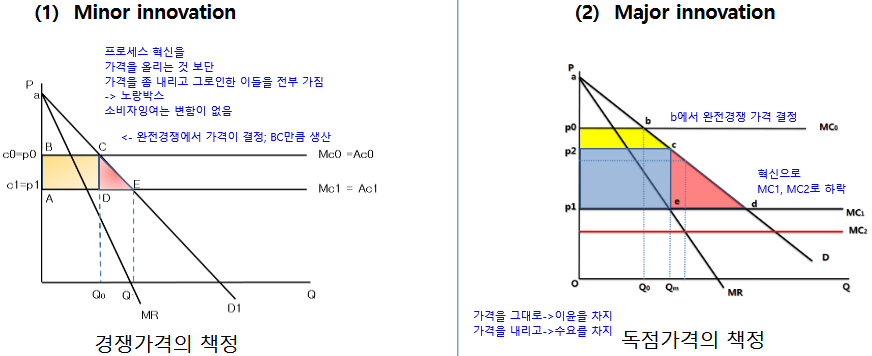 (1) Minor innovation
프로세스 혁신을
가격을 올리는 것 보단
가격을 좀 내리고 그로인한 이들을 전부 가짐
-> 노랑박스
소비자잉여는 변함이 없음
<- 완전경쟁에서 가격이 결정; BC만큼 생산
P
a
B
C
c0=p0
Mc0 =Ac0
c1=p1
A
D
E
Mc1 = Ac1
Q₀
Q
Q
MR
D1
경쟁가격의 책정
(2) Major innovation
P
a
b
b에서 완전경쟁 가격 결정
p0
MC₀
p2
c
혁신으로
MC1, MC2로 하락
p1
e
d
MC₁
MC₂
D
O
Q₀
Qm
MR
Q
가격을 그대로->이윤을 차지
가격을 내리고->수요를 차지
독점가격의 책정